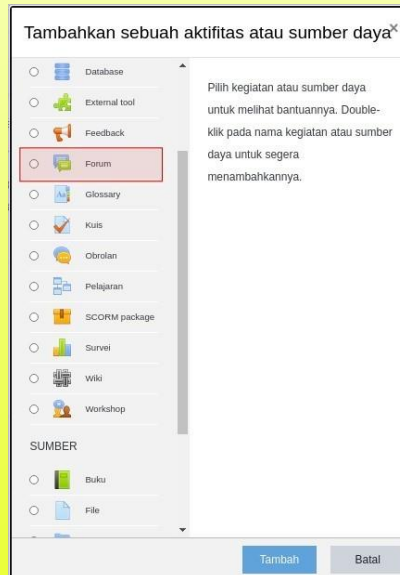 Tambahkan sebuah aktifitas atau sumber daya
×
Database
External tool
Feedback
Forum
Glossary
Kuis
Obrolan
Pelajaran
SCORM package
Survei
Wiki
Workshop
SUMBER
Buku
File
Pilih kegiatan atau sumber daya
untuk melihat bantuannya. Double-
klik pada nama kegiatan atau sumber
daya untuk segera
menambahkannya.
Tambah
Batal